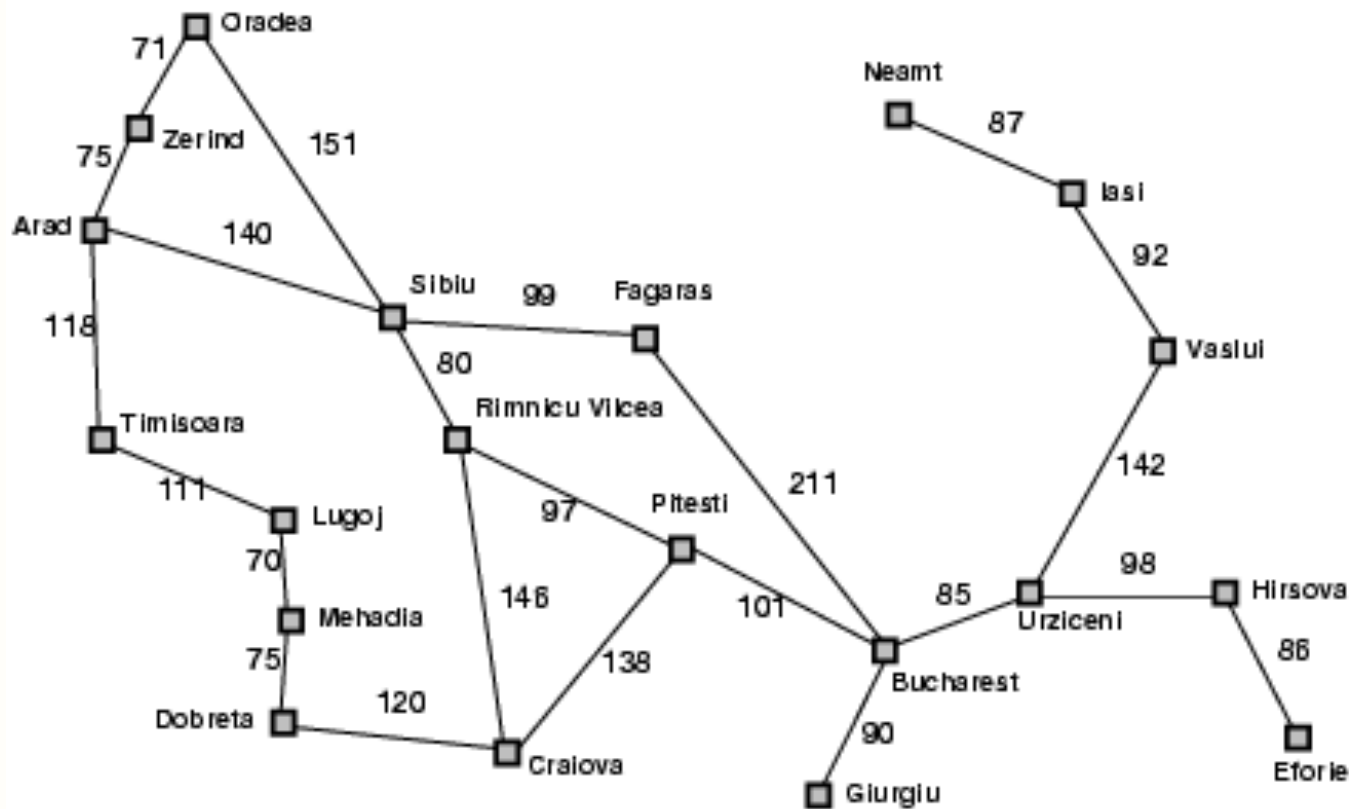 Oradea
71
Neamt
87
Zerind
151
75
Iasi
Arad
140
92
Sibiu
99
Fagaras
118
80
Vaslui
Rimnicu Vilcea
Timisoara
142
211
111
Lugoj
97
Pitesti
70
98
146
101
85
Hirsova
Mehadia
Urziceni
138
86
75
Bucharest
120
Dobreta
90
Craiova
Eforie
Giurgiu